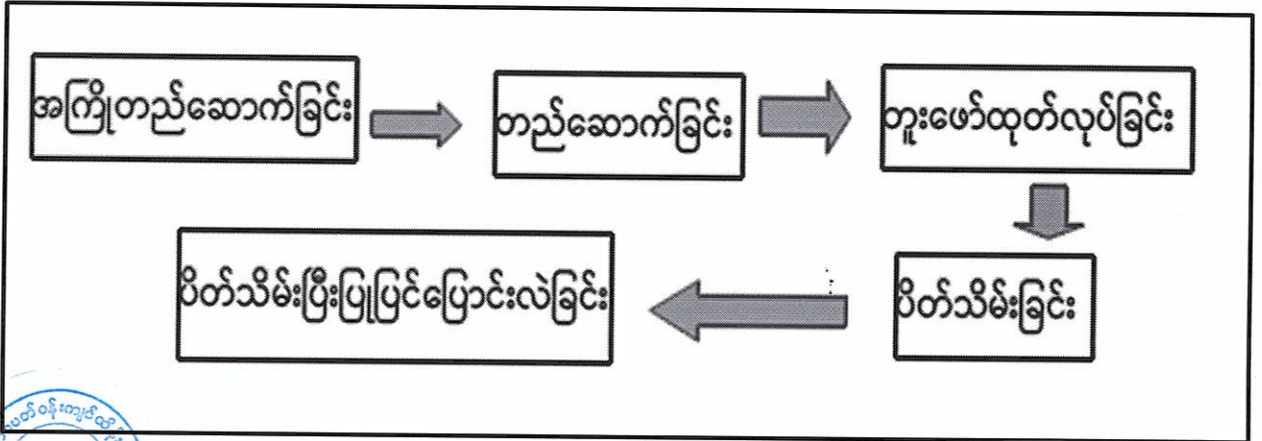 အကြိုတည်ဆောက်ခြင်း
တည်ဆောက်ခြင်း
တူးဖော်ထုတ်လုပ်ခြင်း
ပိတ်သိမ်းခြင်း
ပိတ်သိမ်းပြီးပြုပြင်ပြောင်းလဲခြင်း